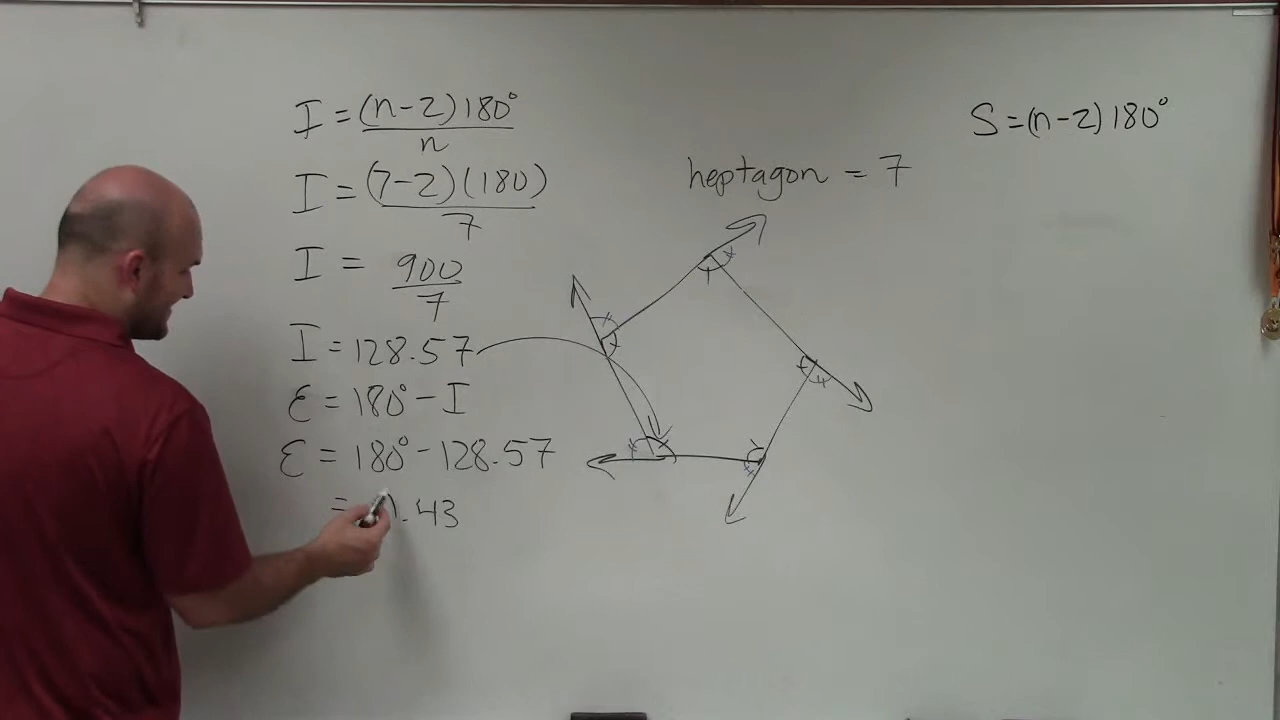 I = (n-2)180°
n
I = (7-2)(180)
7
I = 900
7
I = 128.57
ε = 180° - I
ε = 180° - 128.57
= .43
heptagon = 7
S = (n-2)180°